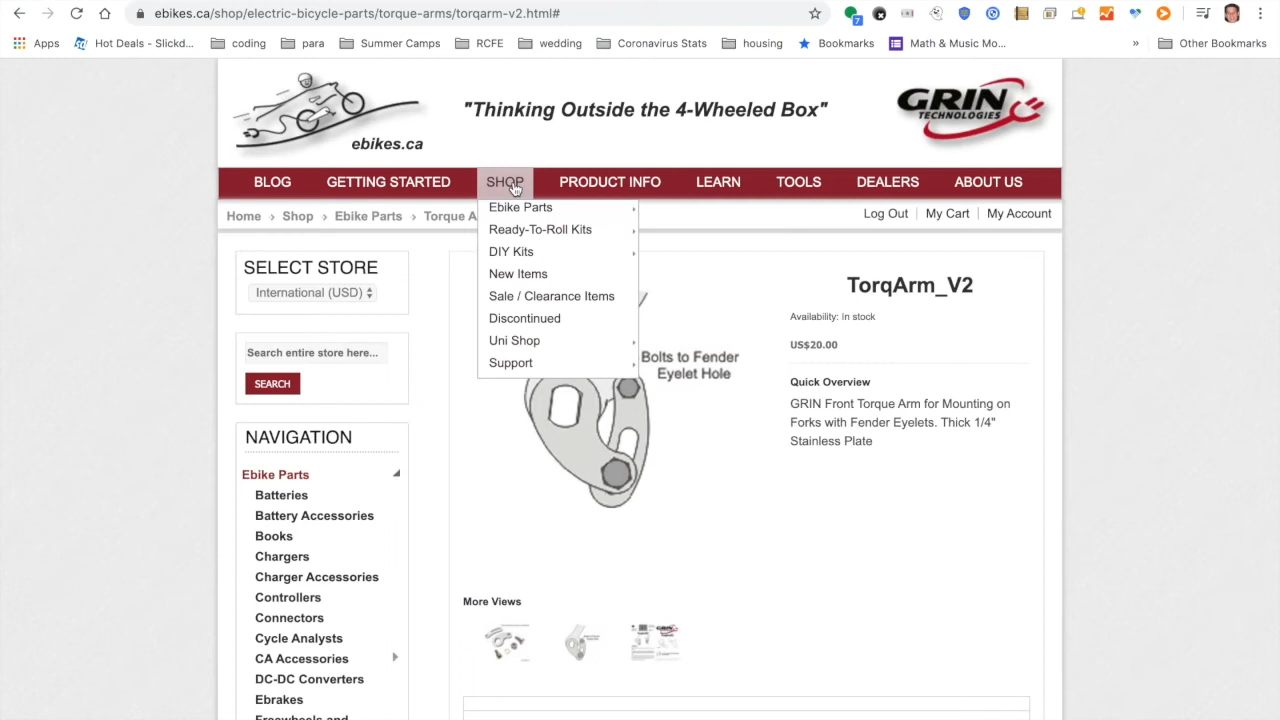 ebikes.ca/shop/electric-bicycle-parts/torque-arms/torqarm-v2.html#
7
Apps
Hot Deals - Slickd...
coding
para
Summer Camps
RCFE
wedding
Coronavirus Stats
housing
Bookmarks
Math & Music Mo...
»
Other Bookmarks
ebikes.ca
"Thinking Outside the 4-Wheeled Box"
GRIN
TECHNOLOGIES
BLOG
GETTING STARTED
SHOP
PRODUCT INFO
LEARN
TOOLS
DEALERS
ABOUT US
Home › Shop › Ebike Parts › Torque A
Log Out
My Cart
My Account
Ebike Parts
Ready-To-Roll Kits
DIY Kits
New Items
Sale / Clearance Items
Discontinued
Uni Shop
Support
SELECT STORE
International (USD)
Search entire store here...
SEARCH
NAVIGATION
Ebike Parts
Batteries
Battery Accessories
Books
Chargers
Charger Accessories
Controllers
Connectors
Cycle Analysts
CA Accessories
DC-DC Converters
Ebrakes
Freewheels and
Bolts to Fender
Eyelet Hole
More Views
GRIN
TorqArm_V2
Availability: In stock
US$20.00
Quick Overview
GRIN Front Torque Arm for Mounting on
Forks with Fender Eyelets. Thick 1/4"
Stainless Plate